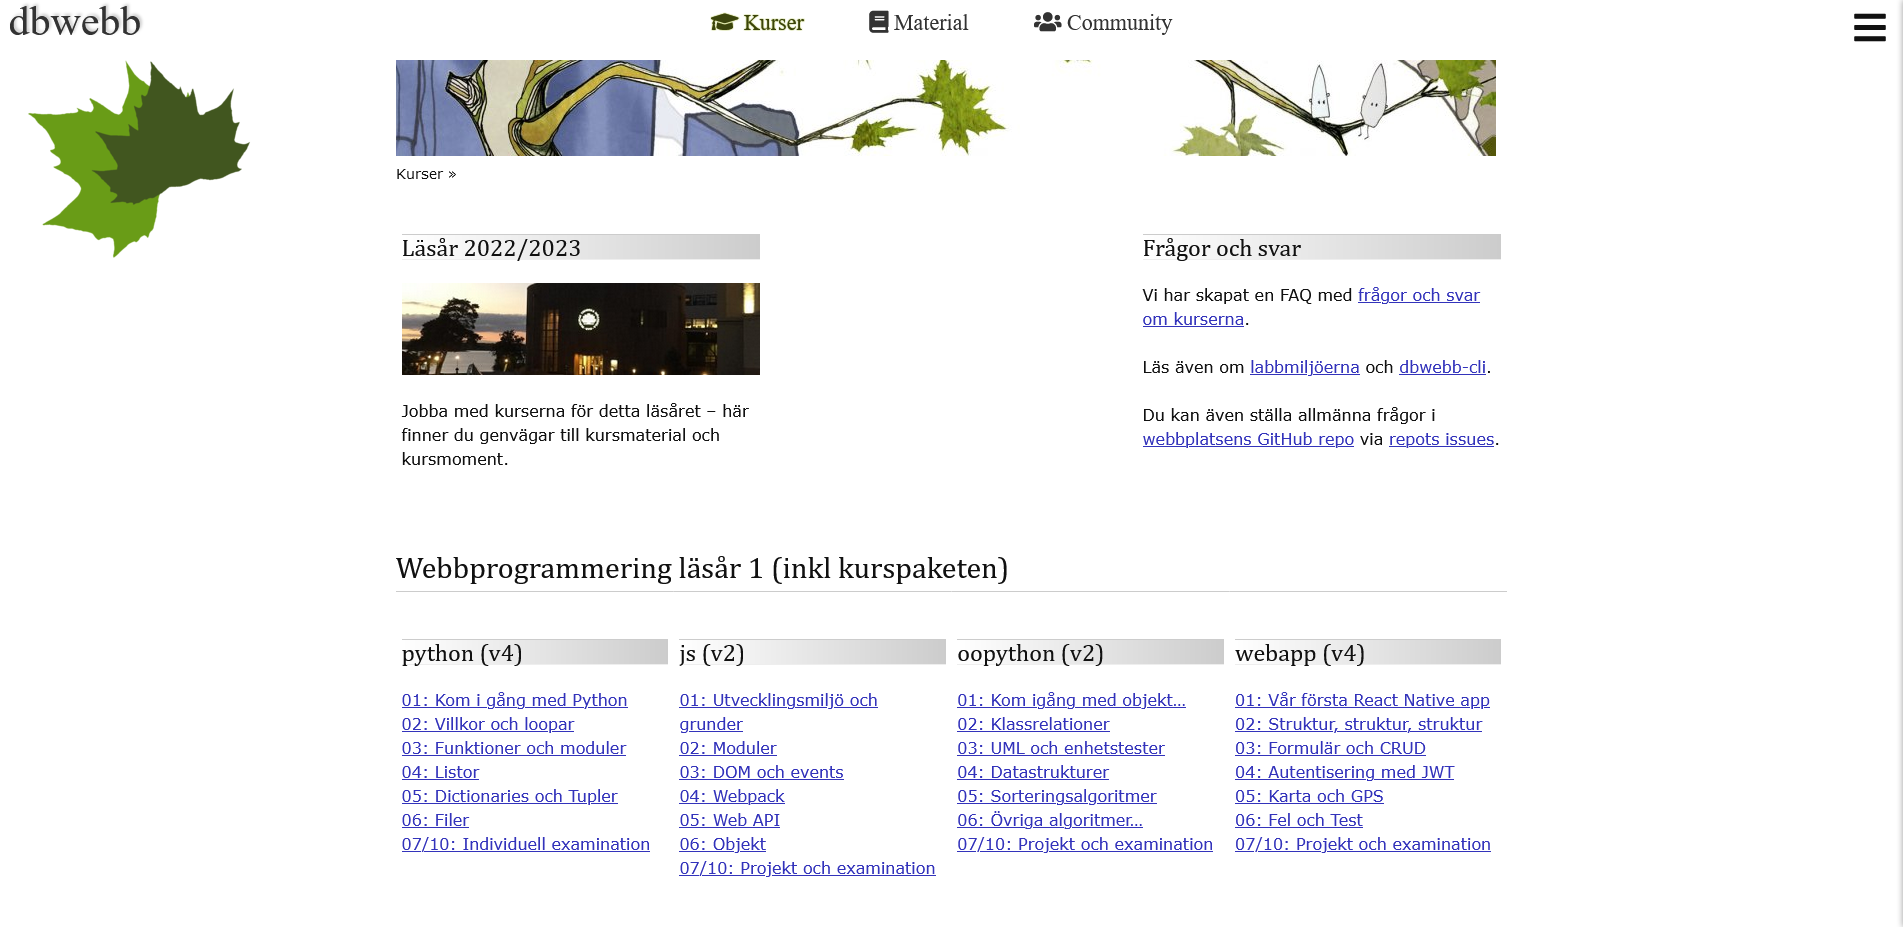 dbwebb
Kurser
Material
Community
Kurser »
Läsår 2022/2023
Jobba med kurserna för detta läsåret – här
finner du genvägar till kursmaterial och
kursmoment.
Frågor och svar
Vi har skapat en FAQ med frågor och svar
om kurserna.
Läs även om labbmiljöerna och dbwebb-cli.
Du kan även ställa allmänna frågor i
webbplatsens GitHub repo via repots issues.
Webbprogrammering läsår 1 (inkl kurspaketen)
python (v4)
01: Kom i gång med Python
02: Villkor och loopar
03: Funktioner och moduler
04: Listor
05: Dictionaries och Tupler
06: Filer
07/10: Individuell examination
js (v2)
01: Utvecklingsmiljö och
grunder
02: Moduler
03: DOM och events
04: Webpack
05: Web API
06: Objekt
07/10: Projekt och examination
oopython (v2)
01: Kom igång med objekt...
02: Klassrelationer
03: UML och enhetstester
04: Datastrukturer
05: Sorteringsalgoritmer
06: Övriga algoritmer...
07/10: Projekt och examination
webapp (v4)
01: Vår första React Native app
02: Struktur, struktur, struktur
03: Formulär och CRUD
04: Autentisering med JWT
05: Karta och GPS
06: Fel och Test
07/10: Projekt och examination